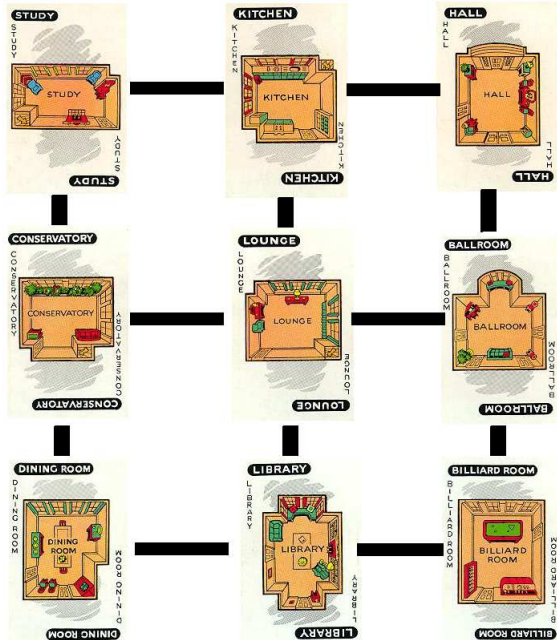 STUDY
STUDY
STUDY
STUDY
STUDY
KITCHEN
KITCHEN
KITCHEN
KITCHEN
KITCHEN
HALL
HALL
HALL
HALL
HALL
CONSERVATORY
CONSERVATORY
CONSERVATORY
CONSERVATORY
CONSERVATORY
LOUNGE
LOUNGE
LOUNGE
LOUNGE
LOUNGE
BALLROOM
BALLROOM
BALLROOM
BALLROOM
BALLROOM
DINING ROOM
DINING ROOM
DINING
ROOM
DINING ROOM
DINING ROOM
LIBRARY
LIBRARY
LIBRARY
LIBRARY
LIBRARY
BILLIARD ROOM
BILLIARD ROOM
BILLIARD
ROOM
BILLIARD ROOM
BILLIARD ROOM